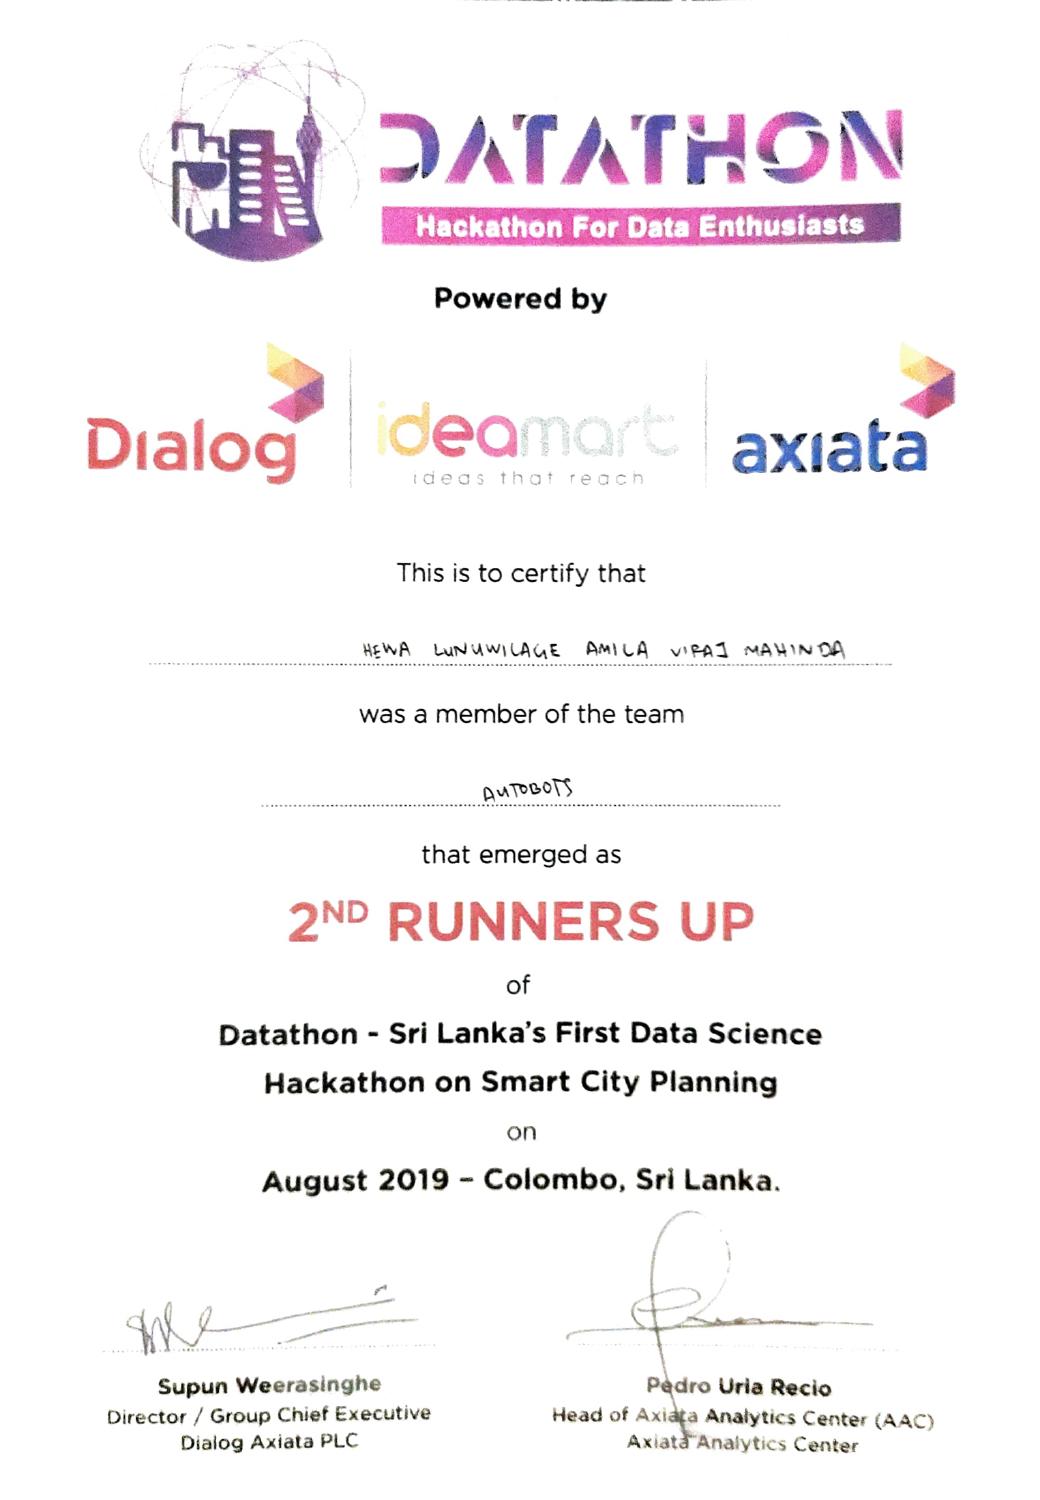 DATATHON
Hackathon For Data Enthusiasts
Powered by
Dialog
ideamart
ideas that reach
axiata
This is to certify that
HEWA LUNUWILAGE AMILA VIRAJ MAHINDA
was a member of the team
AUTOBOTS
that emerged as
2ND RUNNERS UP
of
Datathon - Sri Lanka's First Data Science
Hackathon on Smart City Planning
on
August 2019 – Colombo, Sri Lanka.
Supun Weerasinghe
Director / Group Chief Executive
Dialog Axiata PLC
Pedro Uria Recio
Head of Axiata Analytics Center (AAC)
Axiata Analytics Center